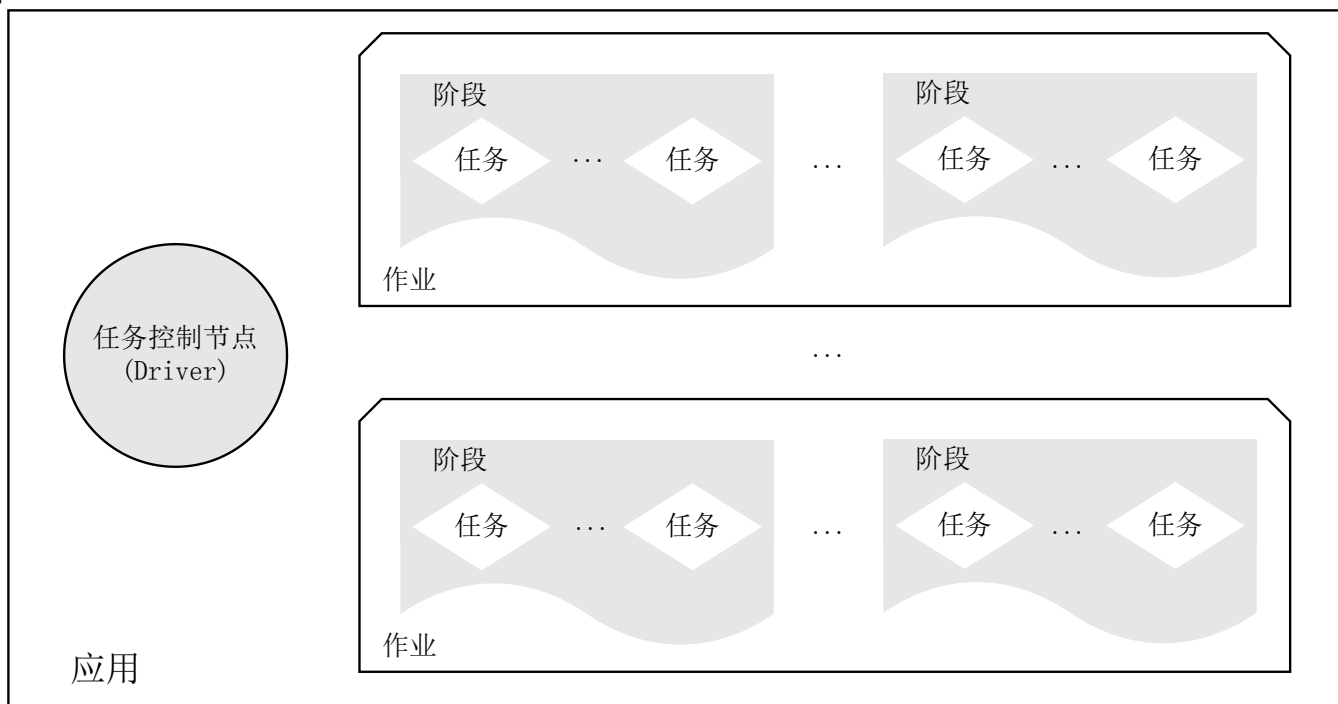 阶段
阶段
任务 ... 任务 ... 任务 ... 任务
作业
任务控制节点
(Driver)
...
阶段
阶段
任务 ... 任务 ... 任务 ... 任务
作业
应用